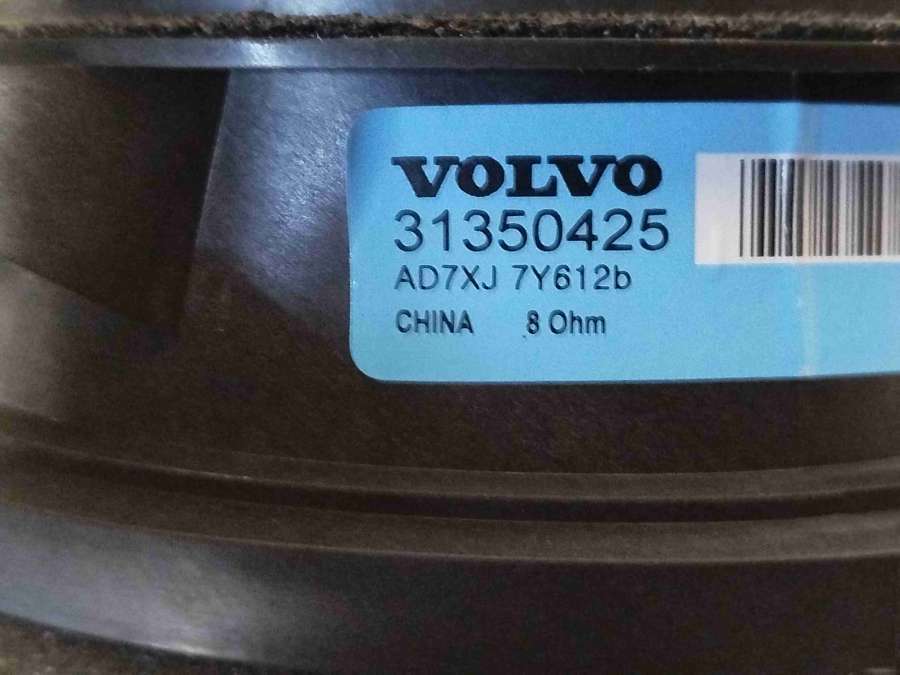 VOLVO
31350425
AD7XJ 7Y612b
CHINA 8 Ohm